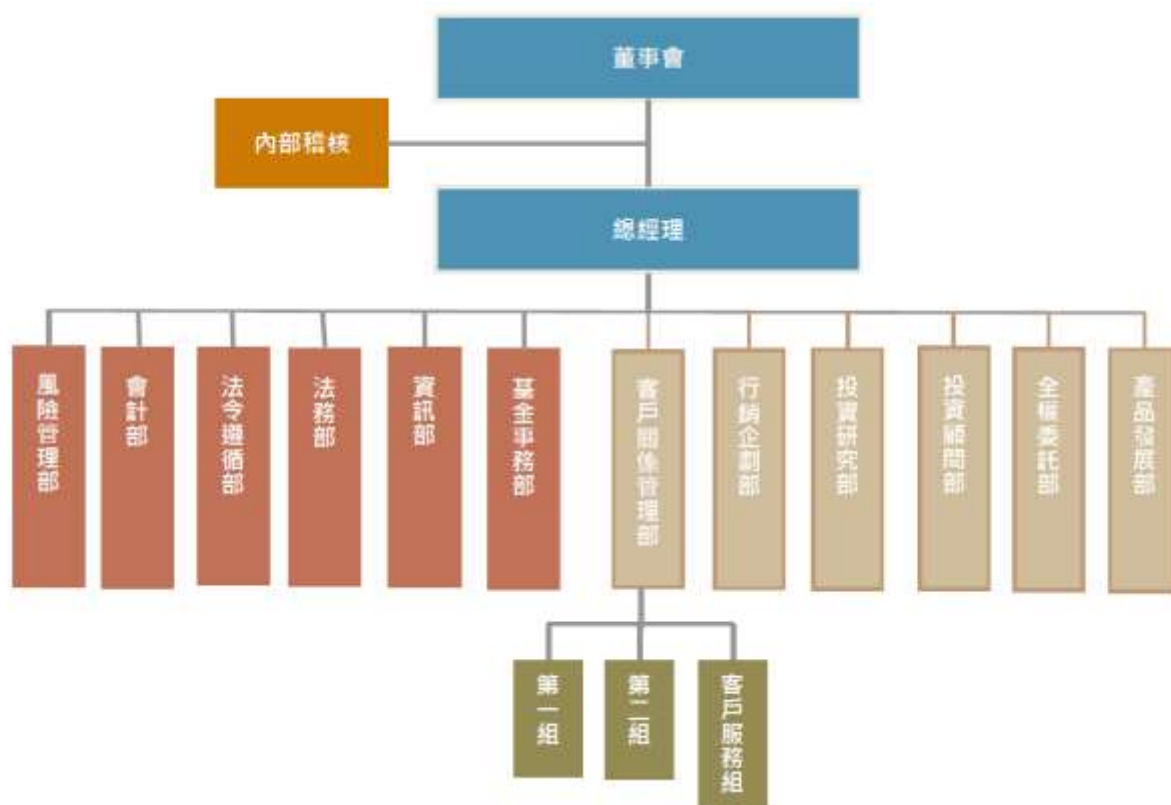 董事會
內部稽核
總經理
風險管理部
會計部
法令遵循部
法務部
資訊部
基金事務部
客戶關係管理部
行銷企劃部
投資研究部
投資顧問部
全權委託部
產品發展部
第一組
第二組
客戶服務組